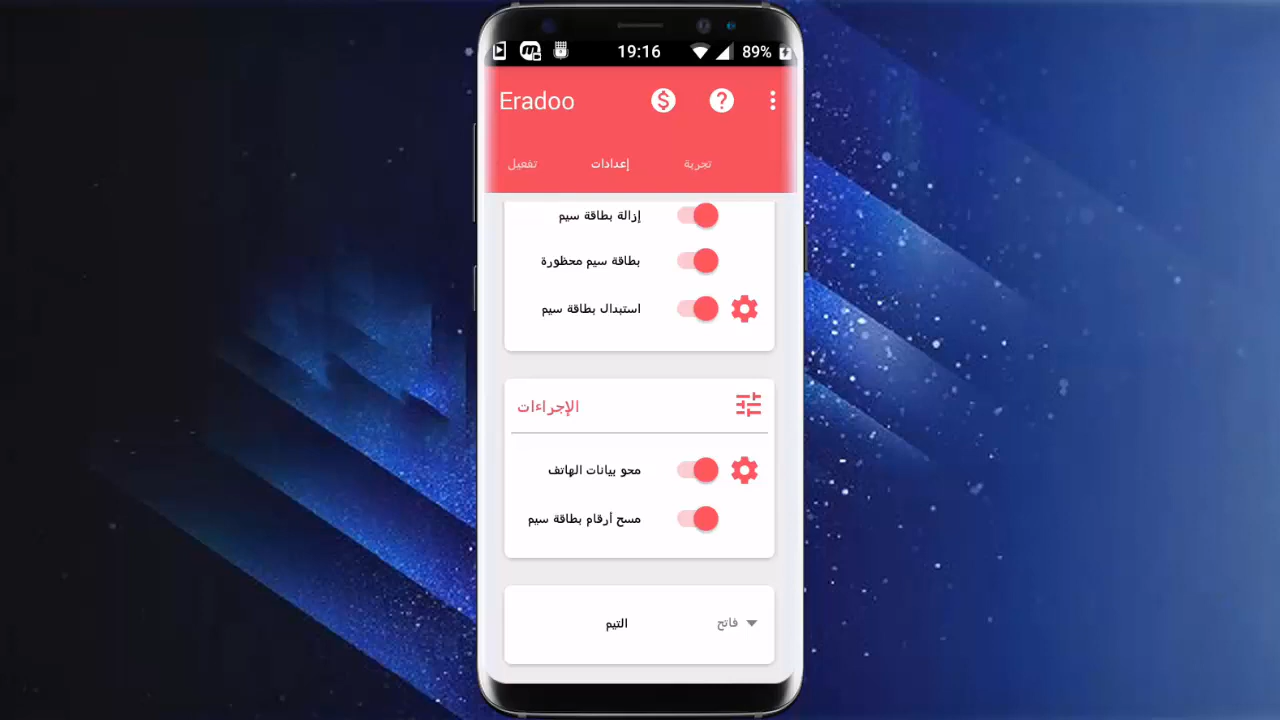 19:16 89%
Eradoo
تفعيل إعدادات تجربة
إزالة بطاقة سيم
بطاقة سيم محظورة
استبدال بطاقة سيم
الإجراءات
محو بيانات الهاتف
مسح أرقام بطاقة سيم
التيم فاتح